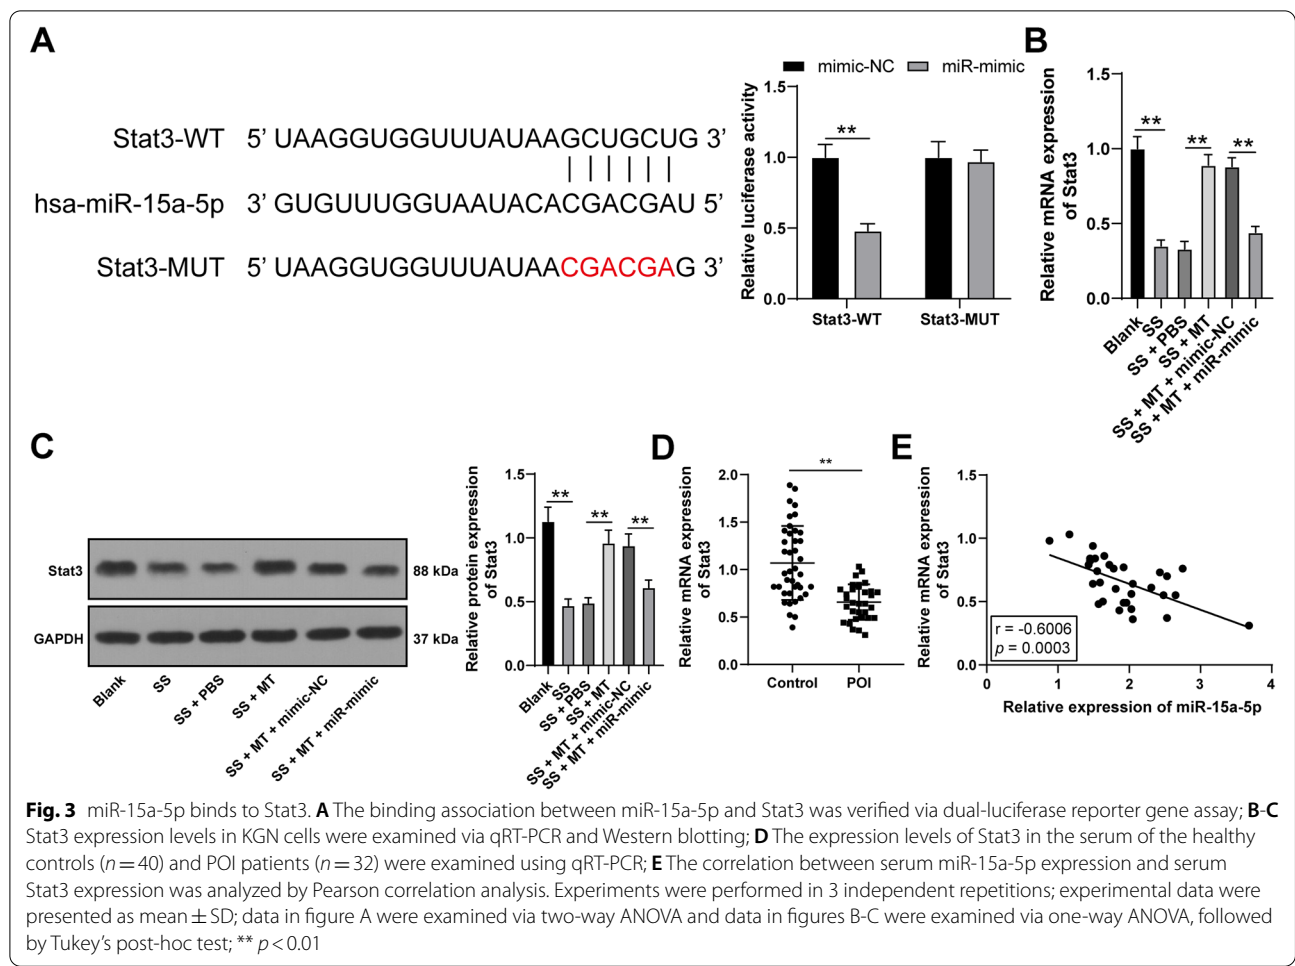 A
Stat3-WT 5’ UAAGGUGGUUUAUAAGCUGCUG 3’
hsa-miR-15a-5p 3’ GUGUUUGGUAAUACACGACGAU 5’
Stat3-MUT 5’ UAAGGUGGUUUAUAACGACGAG 3’
mimic-NC miR-mimic
Relative luciferase activity
1.5
1.0
0.5
0.0
**
Stat3-WT Stat3-MUT
B
Relative mRNA expression
of Stat3
1.5
1.0
0.5
0.0
** ** **
Blank
SS
SS + PBS
SS + MT
SS + MT + mimic-NC
SS + MT + miR-mimic
C
Stat3 88 kDa
GAPDH 37 kDa
Blank
SS
SS + PBS
SS + MT
SS + MT + mimic-NC
SS + MT + miR-mimic
Relative protein expression
of Stat3
1.5
1.0
0.5
0.0
** ** **
Blank
SS
SS + PBS
SS + MT
SS + MT + mimic-NC
SS + MT + miR-mimic
D
Relative mRNA expression
of Stat3
2.0
1.5
1.0
0.5
0.0
**
Control POI
E
Relative mRNA expression
of Stat3
1.5
1.0
0.5
0.0
r = -0.6006
p = 0.0003
0 1 2 3 4
Relative expression of miR-15a-5p
Fig. 3 miR-15a-5p binds to Stat3. A The binding association between miR-15a-5p and Stat3 was verified via dual-luciferase reporter gene assay; B-C
Stat3 expression levels in KGN cells were examined via qRT-PCR and Western blotting; D The expression levels of Stat3 in the serum of the healthy
controls (n = 40) and POI patients (n = 32) were examined using qRT-PCR; E The correlation between serum miR-15a-5p expression and serum
Stat3 expression was analyzed by Pearson correlation analysis. Experiments were performed in 3 independent repetitions; experimental data were
presented as mean ± SD; data in figure A were examined via two-way ANOVA and data in figures B-C were examined via one-way ANOVA, followed
by Tukey’s post-hoc test; ** p < 0.01